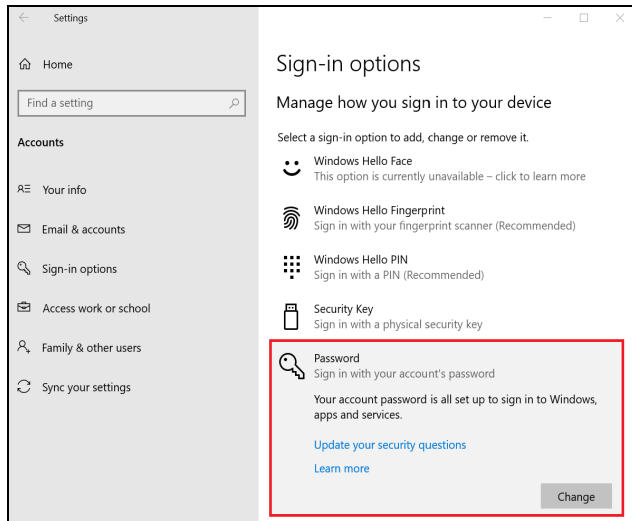 Settings
Home
Find a setting
Accounts
Your info
Email & accounts
Sign-in options
Access work or school
Family & other users
Sync your settings
Sign-in options
Manage how you sign in to your device
Select a sign-in option to add, change or remove it.
Windows Hello Face
This option is currently unavailable – click to learn more
Windows Hello Fingerprint
Sign in with your fingerprint scanner (Recommended)
Windows Hello PIN
Sign in with a PIN (Recommended)
Security Key
Sign in with a physical security key
Password
Sign in with your account's password
Your account password is all set up to sign in to Windows,
apps and services.
Update your security questions
Learn more
Change